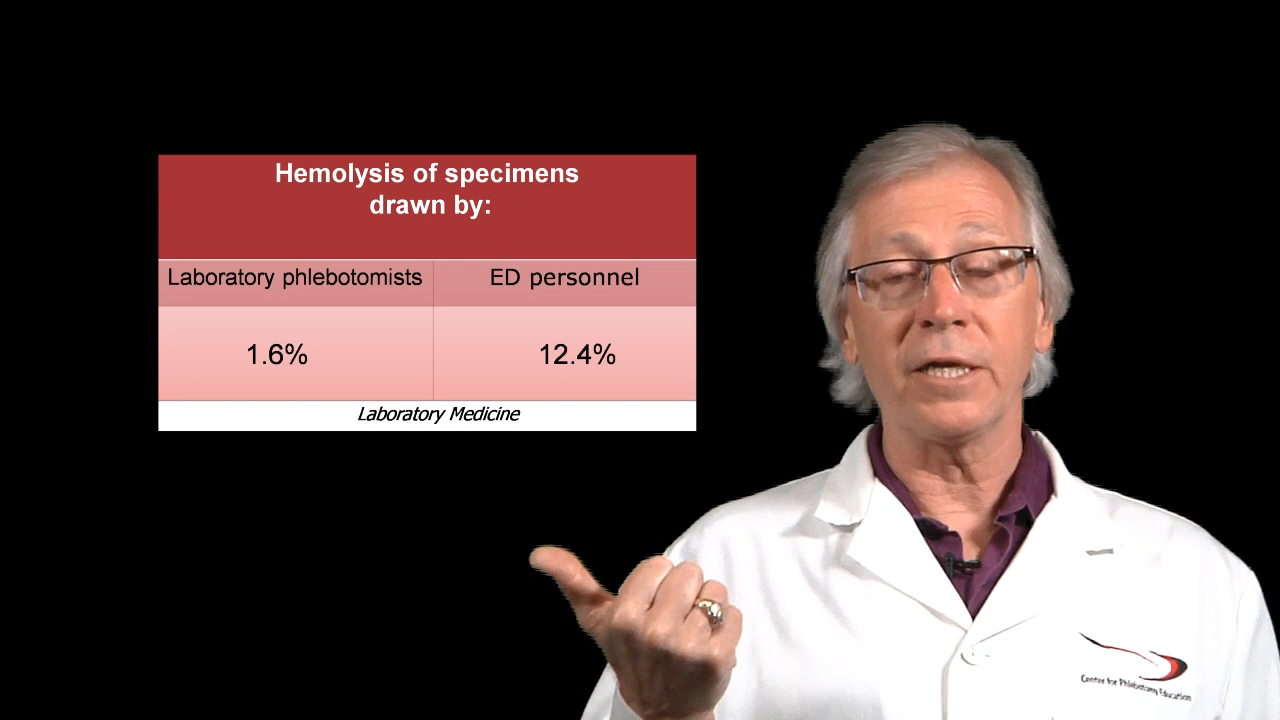 Hemolysis of specimens
drawn by:
Laboratory phlebotomists ED personnel
1.6% 12.4%
Laboratory Medicine
Center for Phlebotomy Education